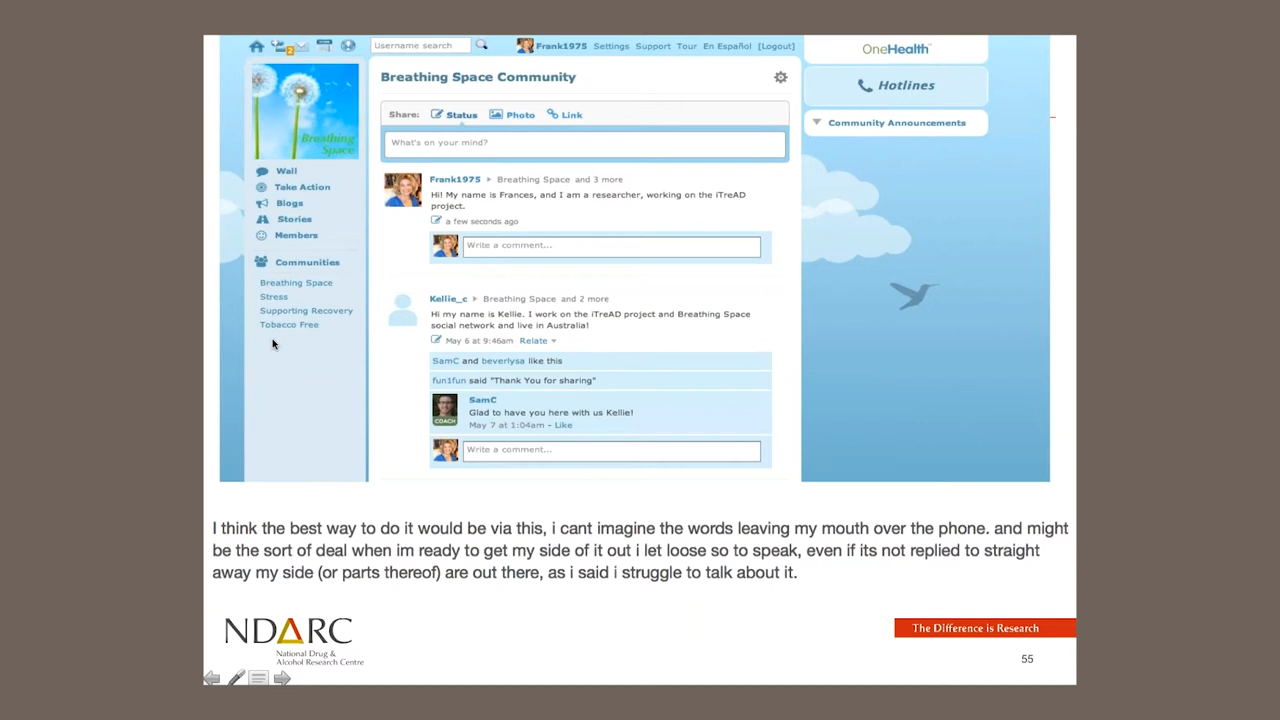 2
Username search
Frank1975 Settings Support Tour En Español [Logout]
OneHealth
Hotlines
Community Announcements
Breathing Space
Wall
Take Action
Blogs
Stories
Members
Communities
Breathing Space
Stress
Supporting Recovery
Tobacco Free
Breathing Space Community
Share: Status Photo Link
What's on your mind?
Frank1975 Breathing Space and 3 more
Hi! My name is Frances, and I am a researcher, working on the iTreAD
project.
a few seconds ago
Write a comment...
Kellie_c Breathing Space and 2 more
Hi my name is Kellie. I work on the iTreAD project and Breathing Space
social network and live in Australia!
May 6 at 9:46am Relate
SamC and beverlysa like this
fun1fun said "Thank You for sharing"
SamC
Glad to have you here with us Kellie!
COACH
May 7 at 1:04am - Like
Write a comment...
I think the best way to do it would be via this, i cant imagine the words leaving my mouth over the phone. and might
be the sort of deal when im ready to get my side of it out i let loose so to speak, even if its not replied to straight
away my side (or parts thereof) are out there, as i said i struggle to talk about it.
NDARC
National Drug &
Alcohol Research Centre
The Difference is Research
55